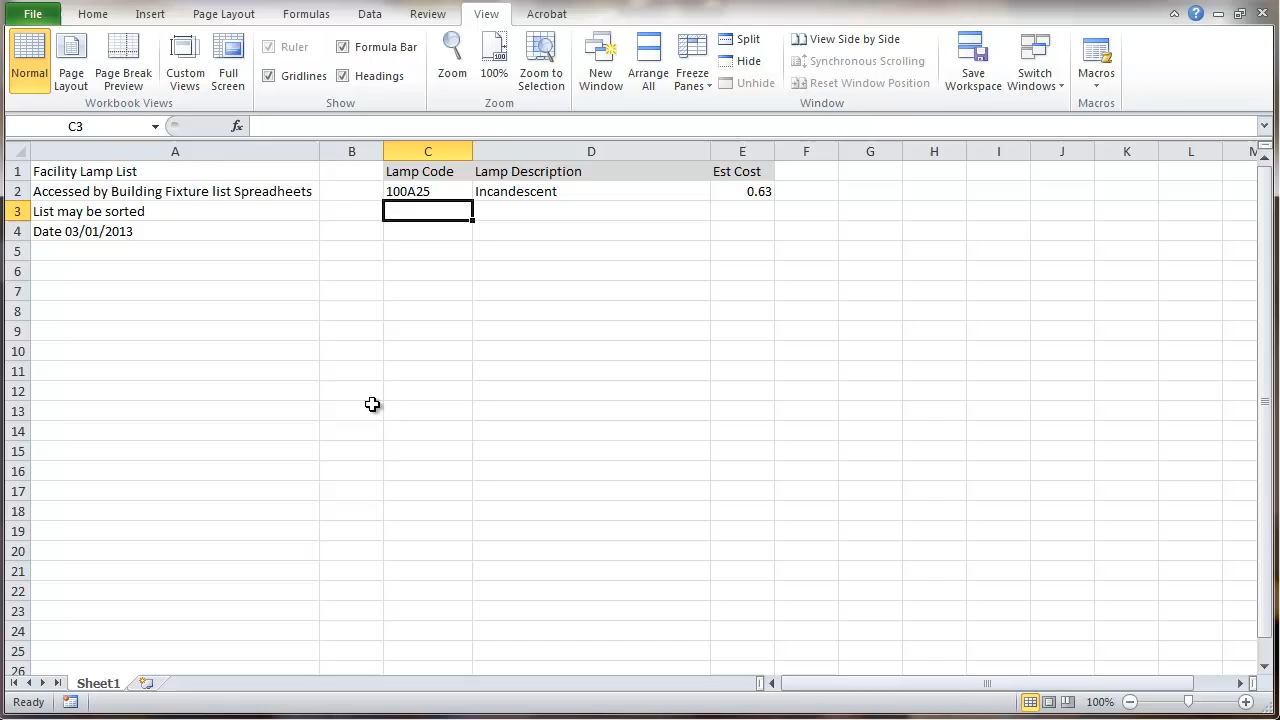 File Home Insert Page Layout Formulas Data Review View Acrobat
Normal Page Layout Page Break Preview Custom Views Full Screen
Workbook Views
Ruler Formula Bar
Gridlines Headings
Show
Zoom 100% Zoom to Selection
Zoom
New Window Arrange All Freeze Panes
Split
Hide
Unhide
View Side by Side
Synchronous Scrolling
Reset Window Position
Save Workspace Switch Windows
Window
Macros
Macros
C3 fx
A B C D E F G H I J K L M
1 Facility Lamp List Lamp Code Lamp Description Est Cost
2 Accessed by Building Fixture list Spreadheets 100A25 Incandescent 0.63
3 List may be sorted
4 Date 03/01/2013
5
6
7
8
9
10
11
12
13
14
15
16
17
18
19
20
21
22
23
24
25
26
Sheet1
Ready 100%